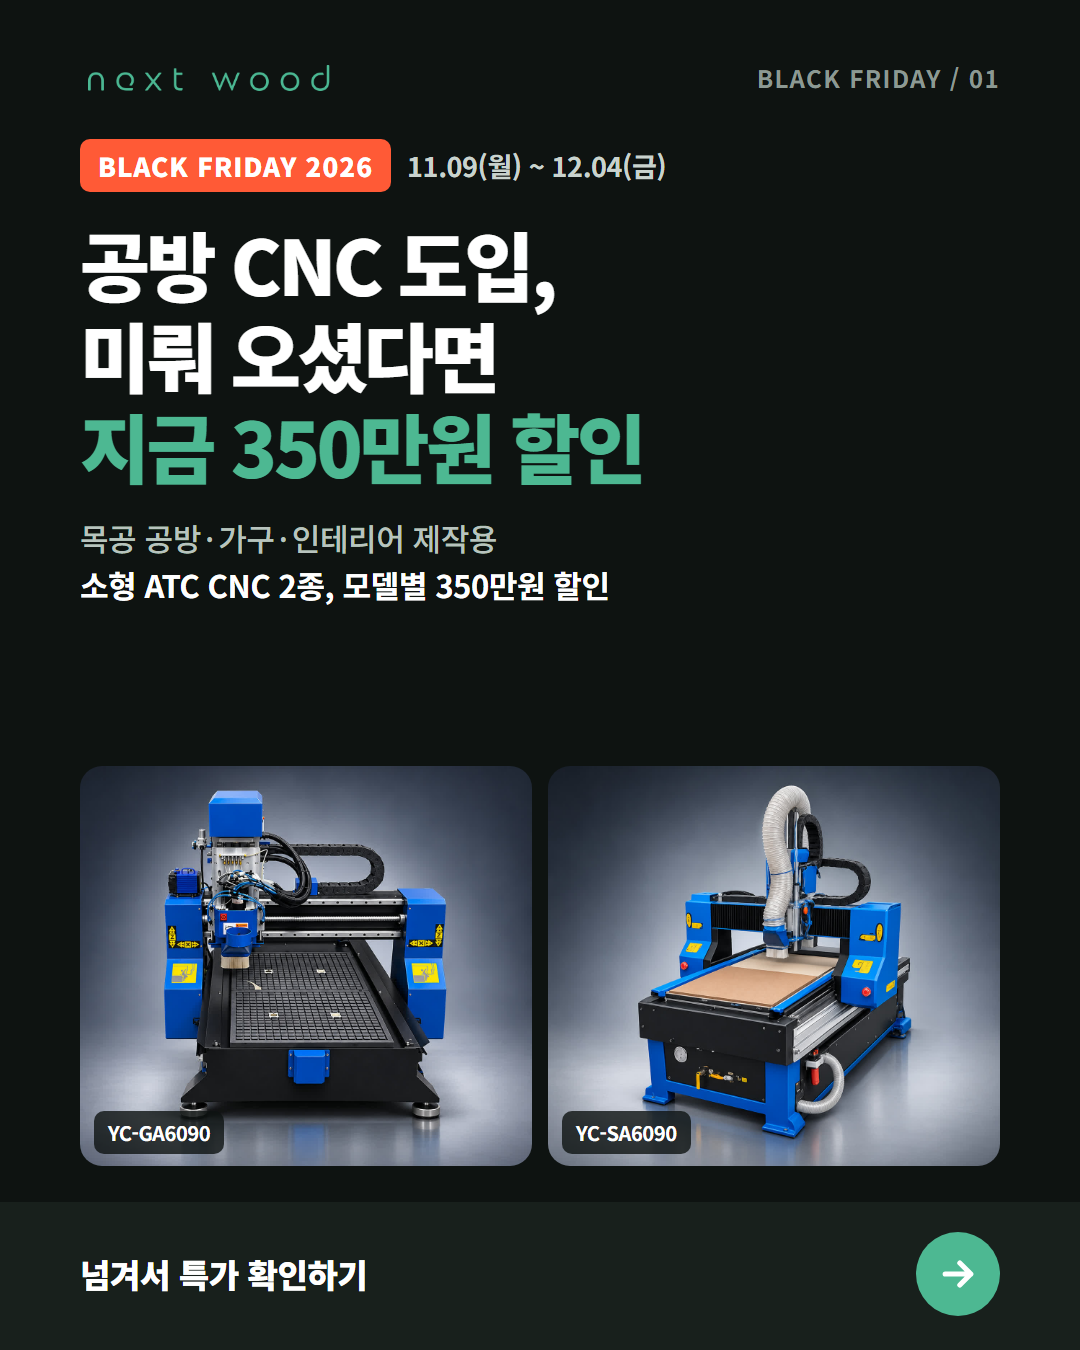 next wood
BLACK FRIDAY / 01
BLACK FRIDAY 2026 11.09(월) ~ 12.04(금)
공방 CNC 도입,
미뤄 오셨다면
지금 350만원 할인
목공 공방·가구·인테리어 제작용
소형 ATC CNC 2종, 모델별 350만원 할인
YC-GA6090
YC-SA6090
넘겨서 특가 확인하기